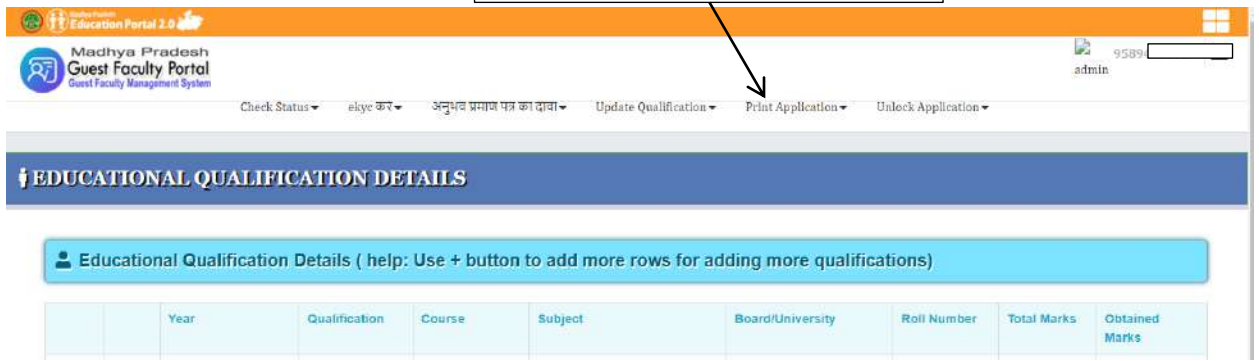 Madhya Pradesh
Education Portal 2.0
Madhya Pradesh
Guest Faculty Portal
Guest Faculty Management System
9589
admin
Check Status ekyc करें अनुभव प्रमाण पत्र का दावा Update Qualification Print Application Unlock Application
EDUCATIONAL QUALIFICATION DETAILS
Educational Qualification Details ( help: Use + button to add more rows for adding more qualifications)
Year Qualification Course Subject Board/University Roll Number Total Marks Obtained Marks